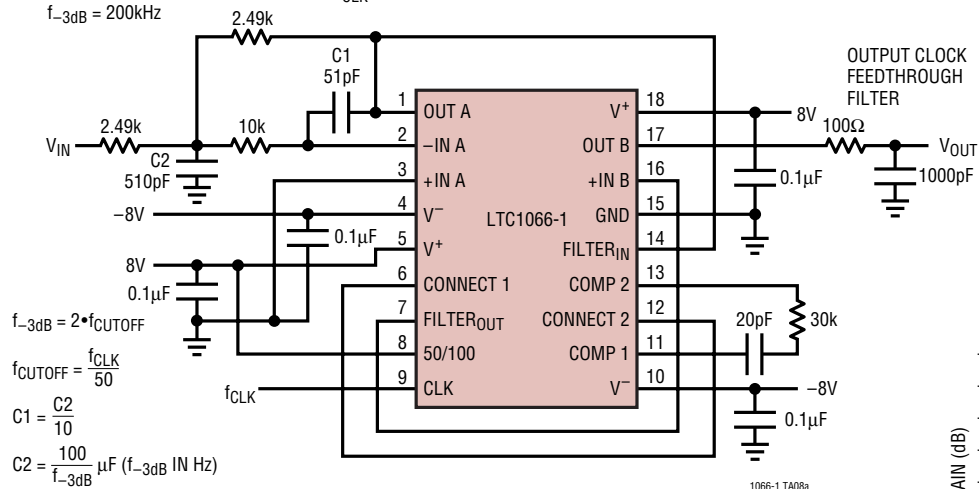 CLK
f–3dB = 200kHz
2.49k
C1
51pF
2.49k
10k
VIN
C2
510pF
–8V
0.1µF
8V
0.1µF
1 OUT A
2 –IN A
3 +IN A
4 V–
5 V+
6 CONNECT 1
7 FILTEROUT
8 50/100
9 CLK
fCLK
LTC1066-1
V+ 18
OUT B 17
+IN B 16
GND 15
FILTERIN 14
COMP 2 13
CONNECT 2 12
COMP 1 11
V– 10
8V
0.1µF
OUTPUT CLOCK
FEEDTHROUGH
FILTER
100Ω
VOUT
1000pF
20pF
30k
–8V
0.1µF
f–3dB = 2•fCUTOFF
fCUTOFF = fCLK
50
C1 = C2
10
C2 = 100
f–3dB
µF (f–3dB IN Hz)
1066-1 TA08a
AIN (dB)